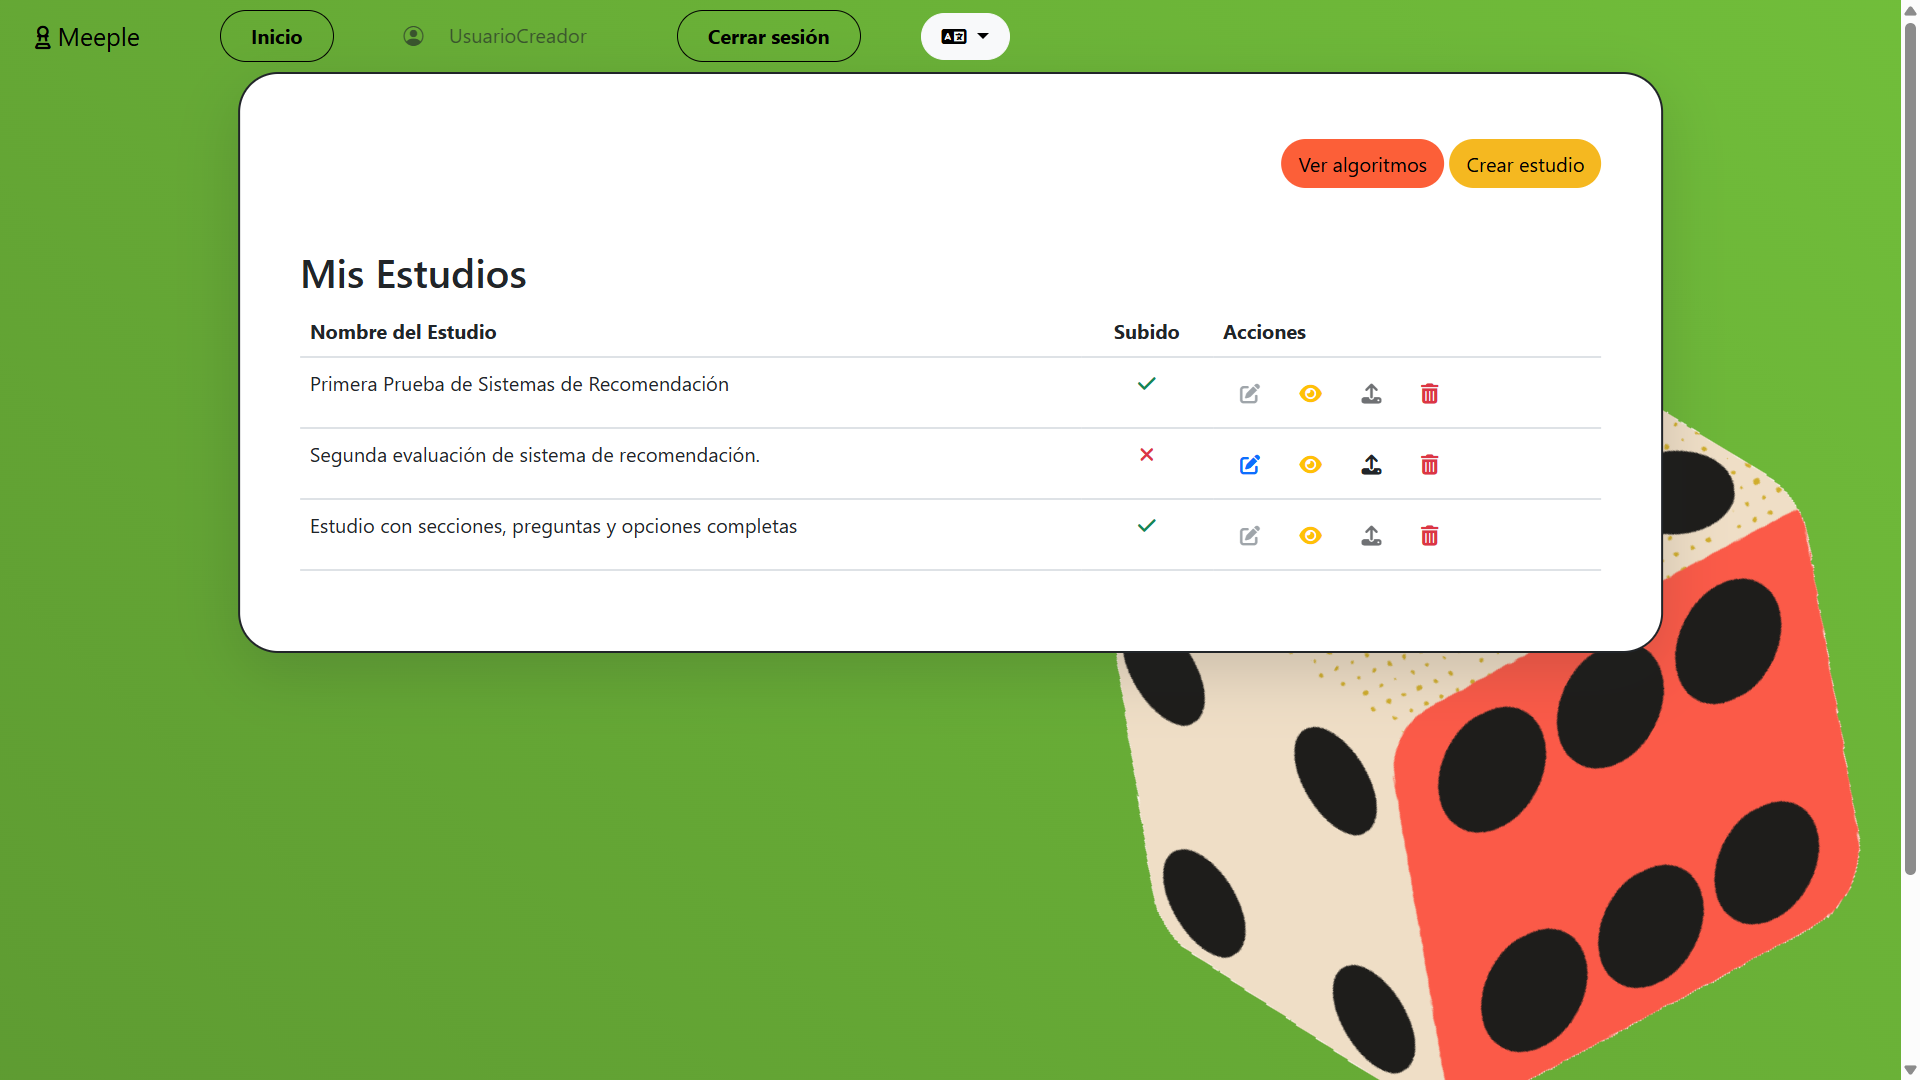 Meeple Inicio UsuarioCreador Cerrar sesión
Ver algoritmos Crear estudio
Mis Estudios
Nombre del Estudio Subido Acciones
Primera Prueba de Sistemas de Recomendación
Segunda evaluación de sistema de recomendación.
Estudio con secciones, preguntas y opciones completas